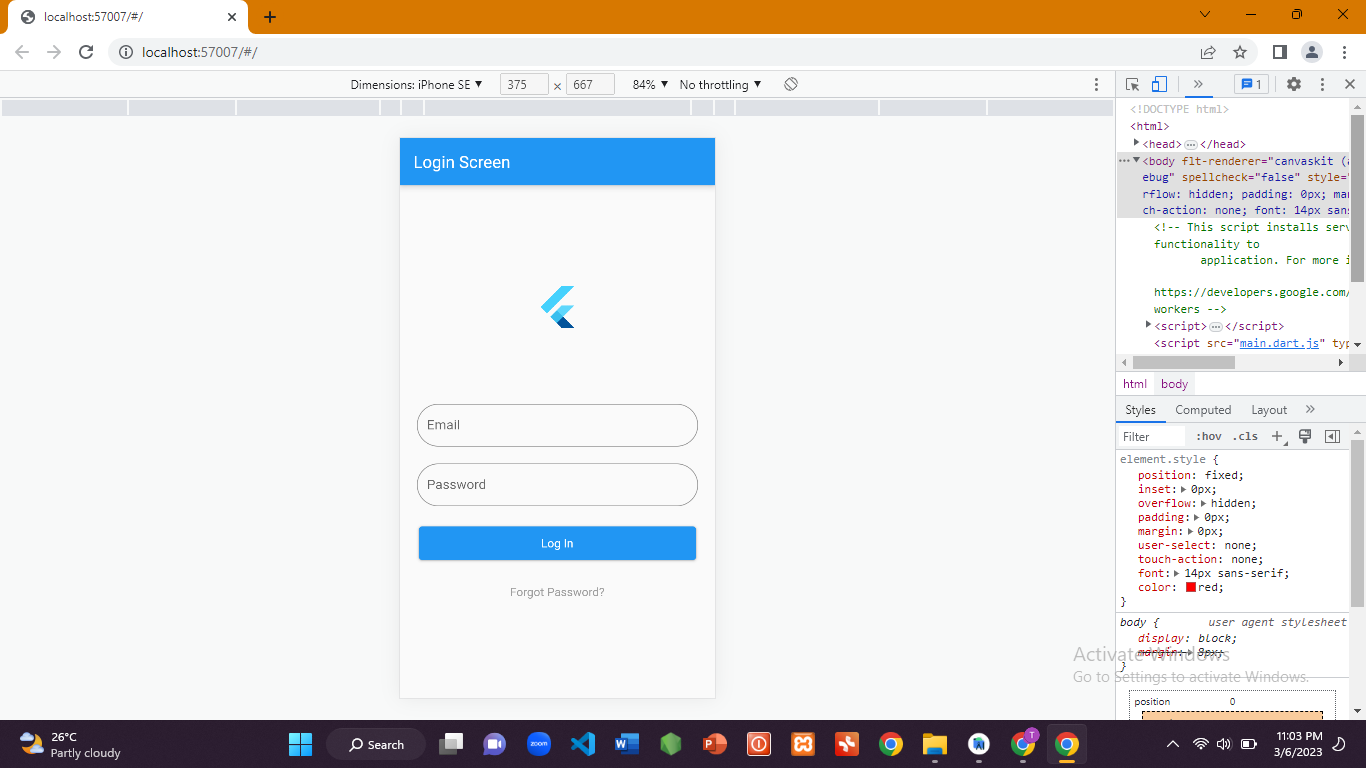 localhost:57007/#/
localhost:57007/#/
Dimensions: iPhone SE
375 x 667
84%
No throttling
1
<!DOCTYPE html>
<html>
<head>…</head>
<body flt-renderer="canvaskit (a
ebug" spellcheck="false" style="
rflow: hidden; padding: 0px; mar
ch-action: none; font: 14px sans
<!-- This script installs serv
functionality to
application. For more i
https://developers.google.com/
workers -->
<script>…</script>
<script src="main.dart.js" typ
html body
Styles Computed Layout
Filter :hov .cls
element.style {
position: fixed;
inset: 0px;
overflow: hidden;
padding: 0px;
margin: 0px;
user-select: none;
touch-action: none;
font: 14px sans-serif;
color: red;
}
body { user agent stylesheet
display: block;
margin: 8px;
}
position 0
Login Screen
Email
Password
Log In
Forgot Password?
Activate Windows
Go to Settings to activate Windows.
26°C
Partly cloudy
Search
zoom
T
11:03 PM
3/6/2023